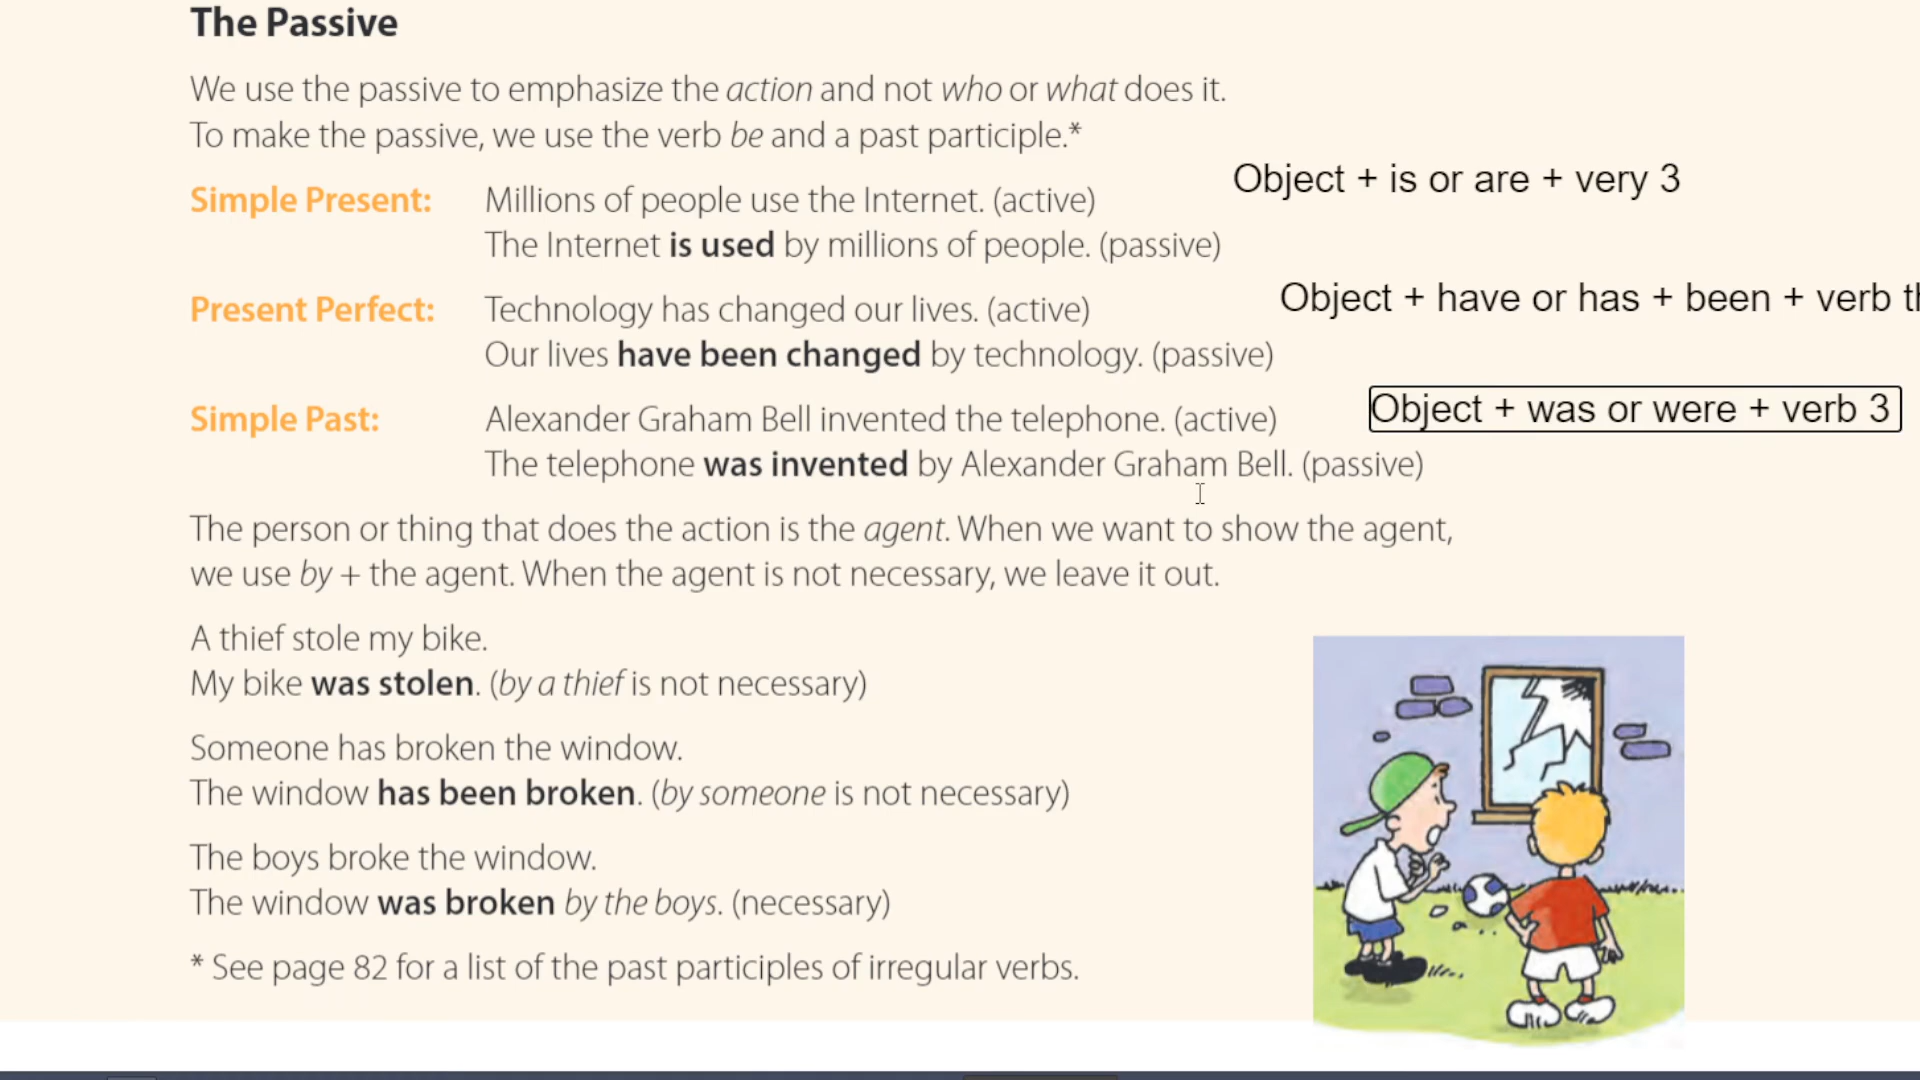 The Passive
We use the passive to emphasize the action and not who or what does it.
To make the passive, we use the verb be and a past participle.*
Object + is or are + very 3
Simple Present: Millions of people use the Internet. (active)
The Internet is used by millions of people. (passive)
Object + have or has + been + verb
Present Perfect: Technology has changed our lives. (active)
Our lives have been changed by technology. (passive)
Object + was or were + verb 3
Simple Past: Alexander Graham Bell invented the telephone. (active)
The telephone was invented by Alexander Graham Bell. (passive)
The person or thing that does the action is the agent. When we want to show the agent,
we use by + the agent. When the agent is not necessary, we leave it out.
A thief stole my bike.
My bike was stolen. (by a thief is not necessary)
Someone has broken the window.
The window has been broken. (by someone is not necessary)
The boys broke the window.
The window was broken by the boys. (necessary)
* See page 82 for a list of the past participles of irregular verbs.